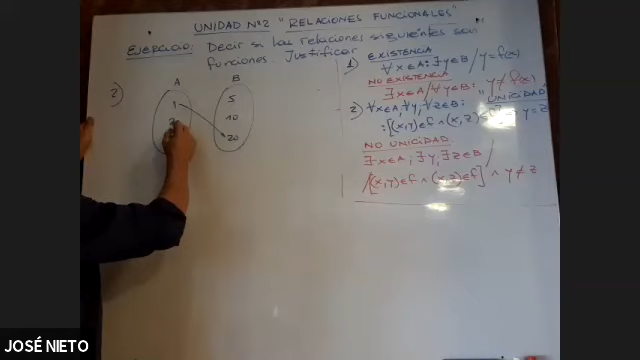 UNIDAD Nº2 "RELACIONES FUNCIONALES"
EJERCICIO: Decir si las relaciones siguientes son
funciones. Justificar
2)
A B
1 5
2 10
20
1) EXISTENCIA
∀x∈A: ∃y∈B / y=f(x)
NO EXISTENCIA
∃x∈A / ∀y∈B: y≠f(x)
"UNICIDAD"
2) ∀x∈A, ∀y, ∀z∈B:
:[(x,y)∈f ∧ (x,z)∈f] y=z
NO UNICIDAD
∃x∈A; ∃y, ∃z∈B /
/[(x,y)∈f ∧ (x,z)∈f] ∧ y≠z
JOSÉ NIETO